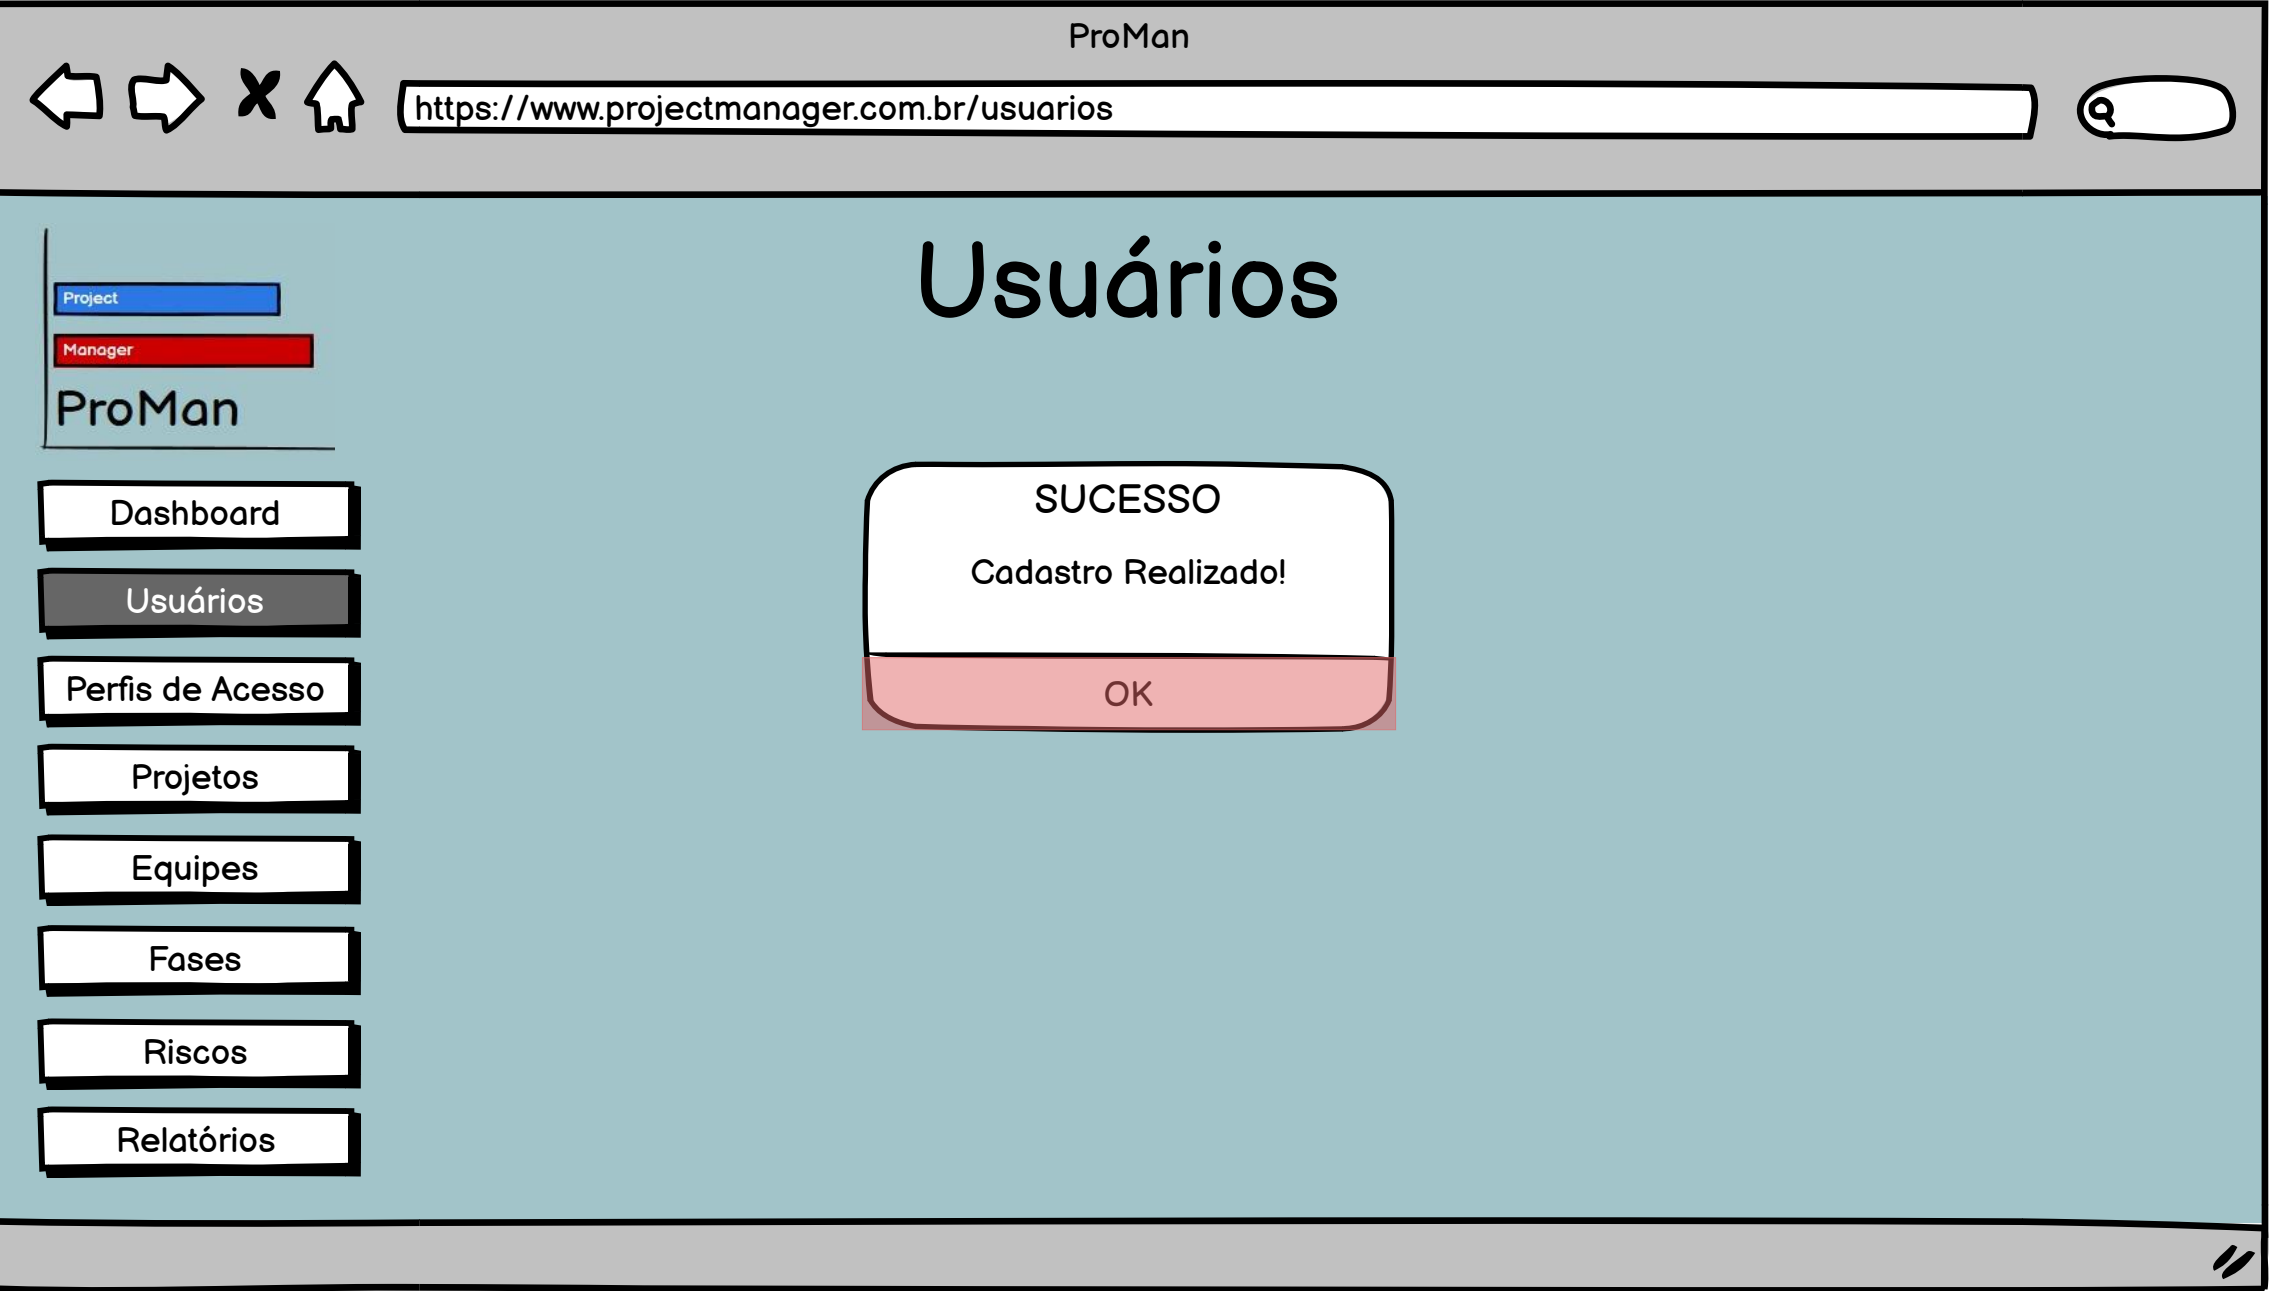 ProMan
https://www.projectmanager.com.br/usuarios
Usuários
Project
Manager
ProMan
Dashboard
Usuários
Perfis de Acesso
Projetos
Equipes
Fases
Riscos
Relatórios
SUCESSO
Cadastro Realizado!
OK